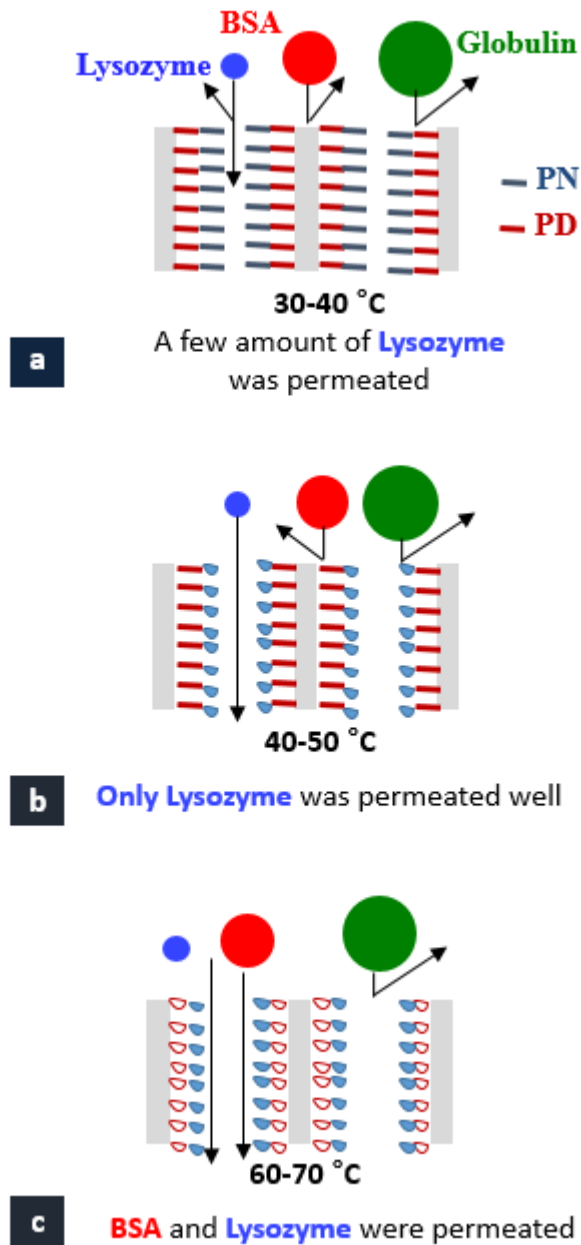 BSA
Globulin
Lysozyme
PN
PD
30-40 °C
a
A few amount of Lysozyme
was permeated
40-50 °C
b
Only Lysozyme was permeated well
60-70 °C
c
BSA and Lysozyme were permeated